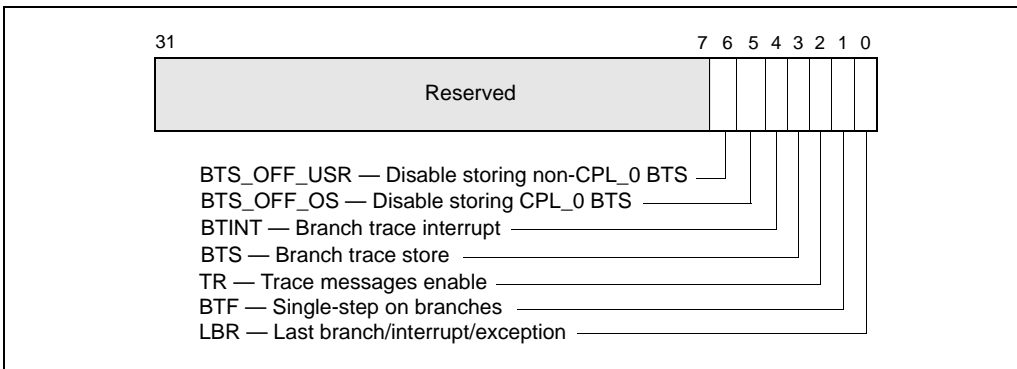 31 7 6 5 4 3 2 1 0
Reserved
BTS_OFF_USR — Disable storing non-CPL_0 BTS
BTS_OFF_OS — Disable storing CPL_0 BTS
BTINT — Branch trace interrupt
BTS — Branch trace store
TR — Trace messages enable
BTF — Single-step on branches
LBR — Last branch/interrupt/exception